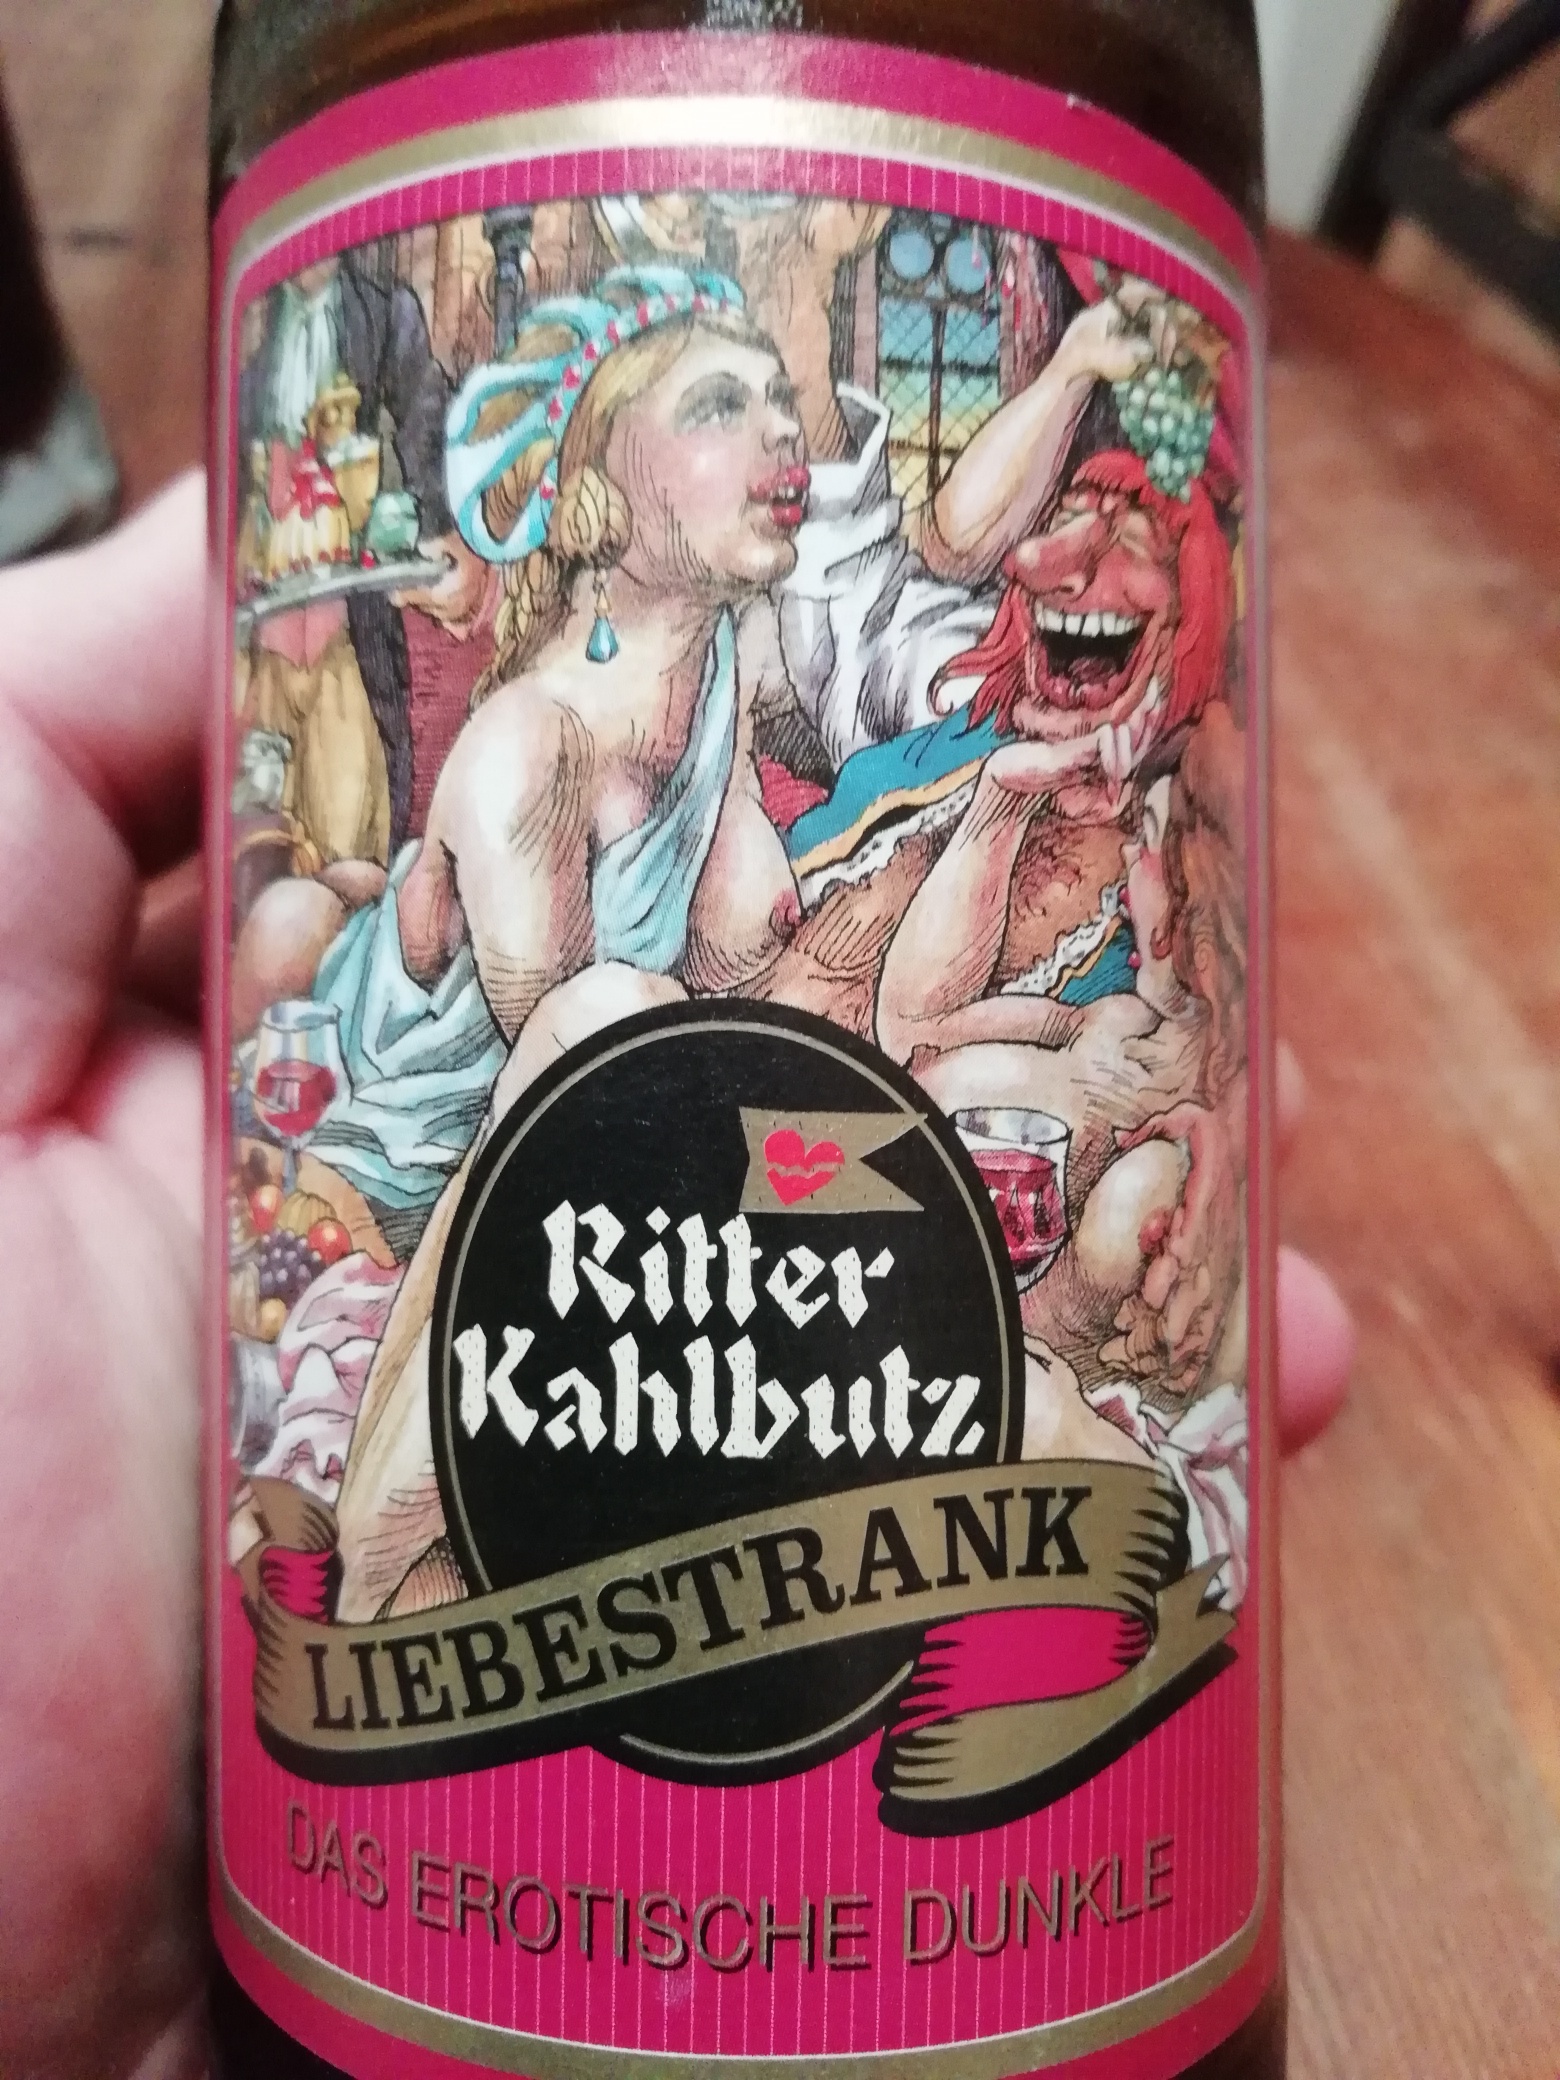 Ritter
Kahlbutz
LIEBESTRANK
DAS EROTISCHE DUNKLE